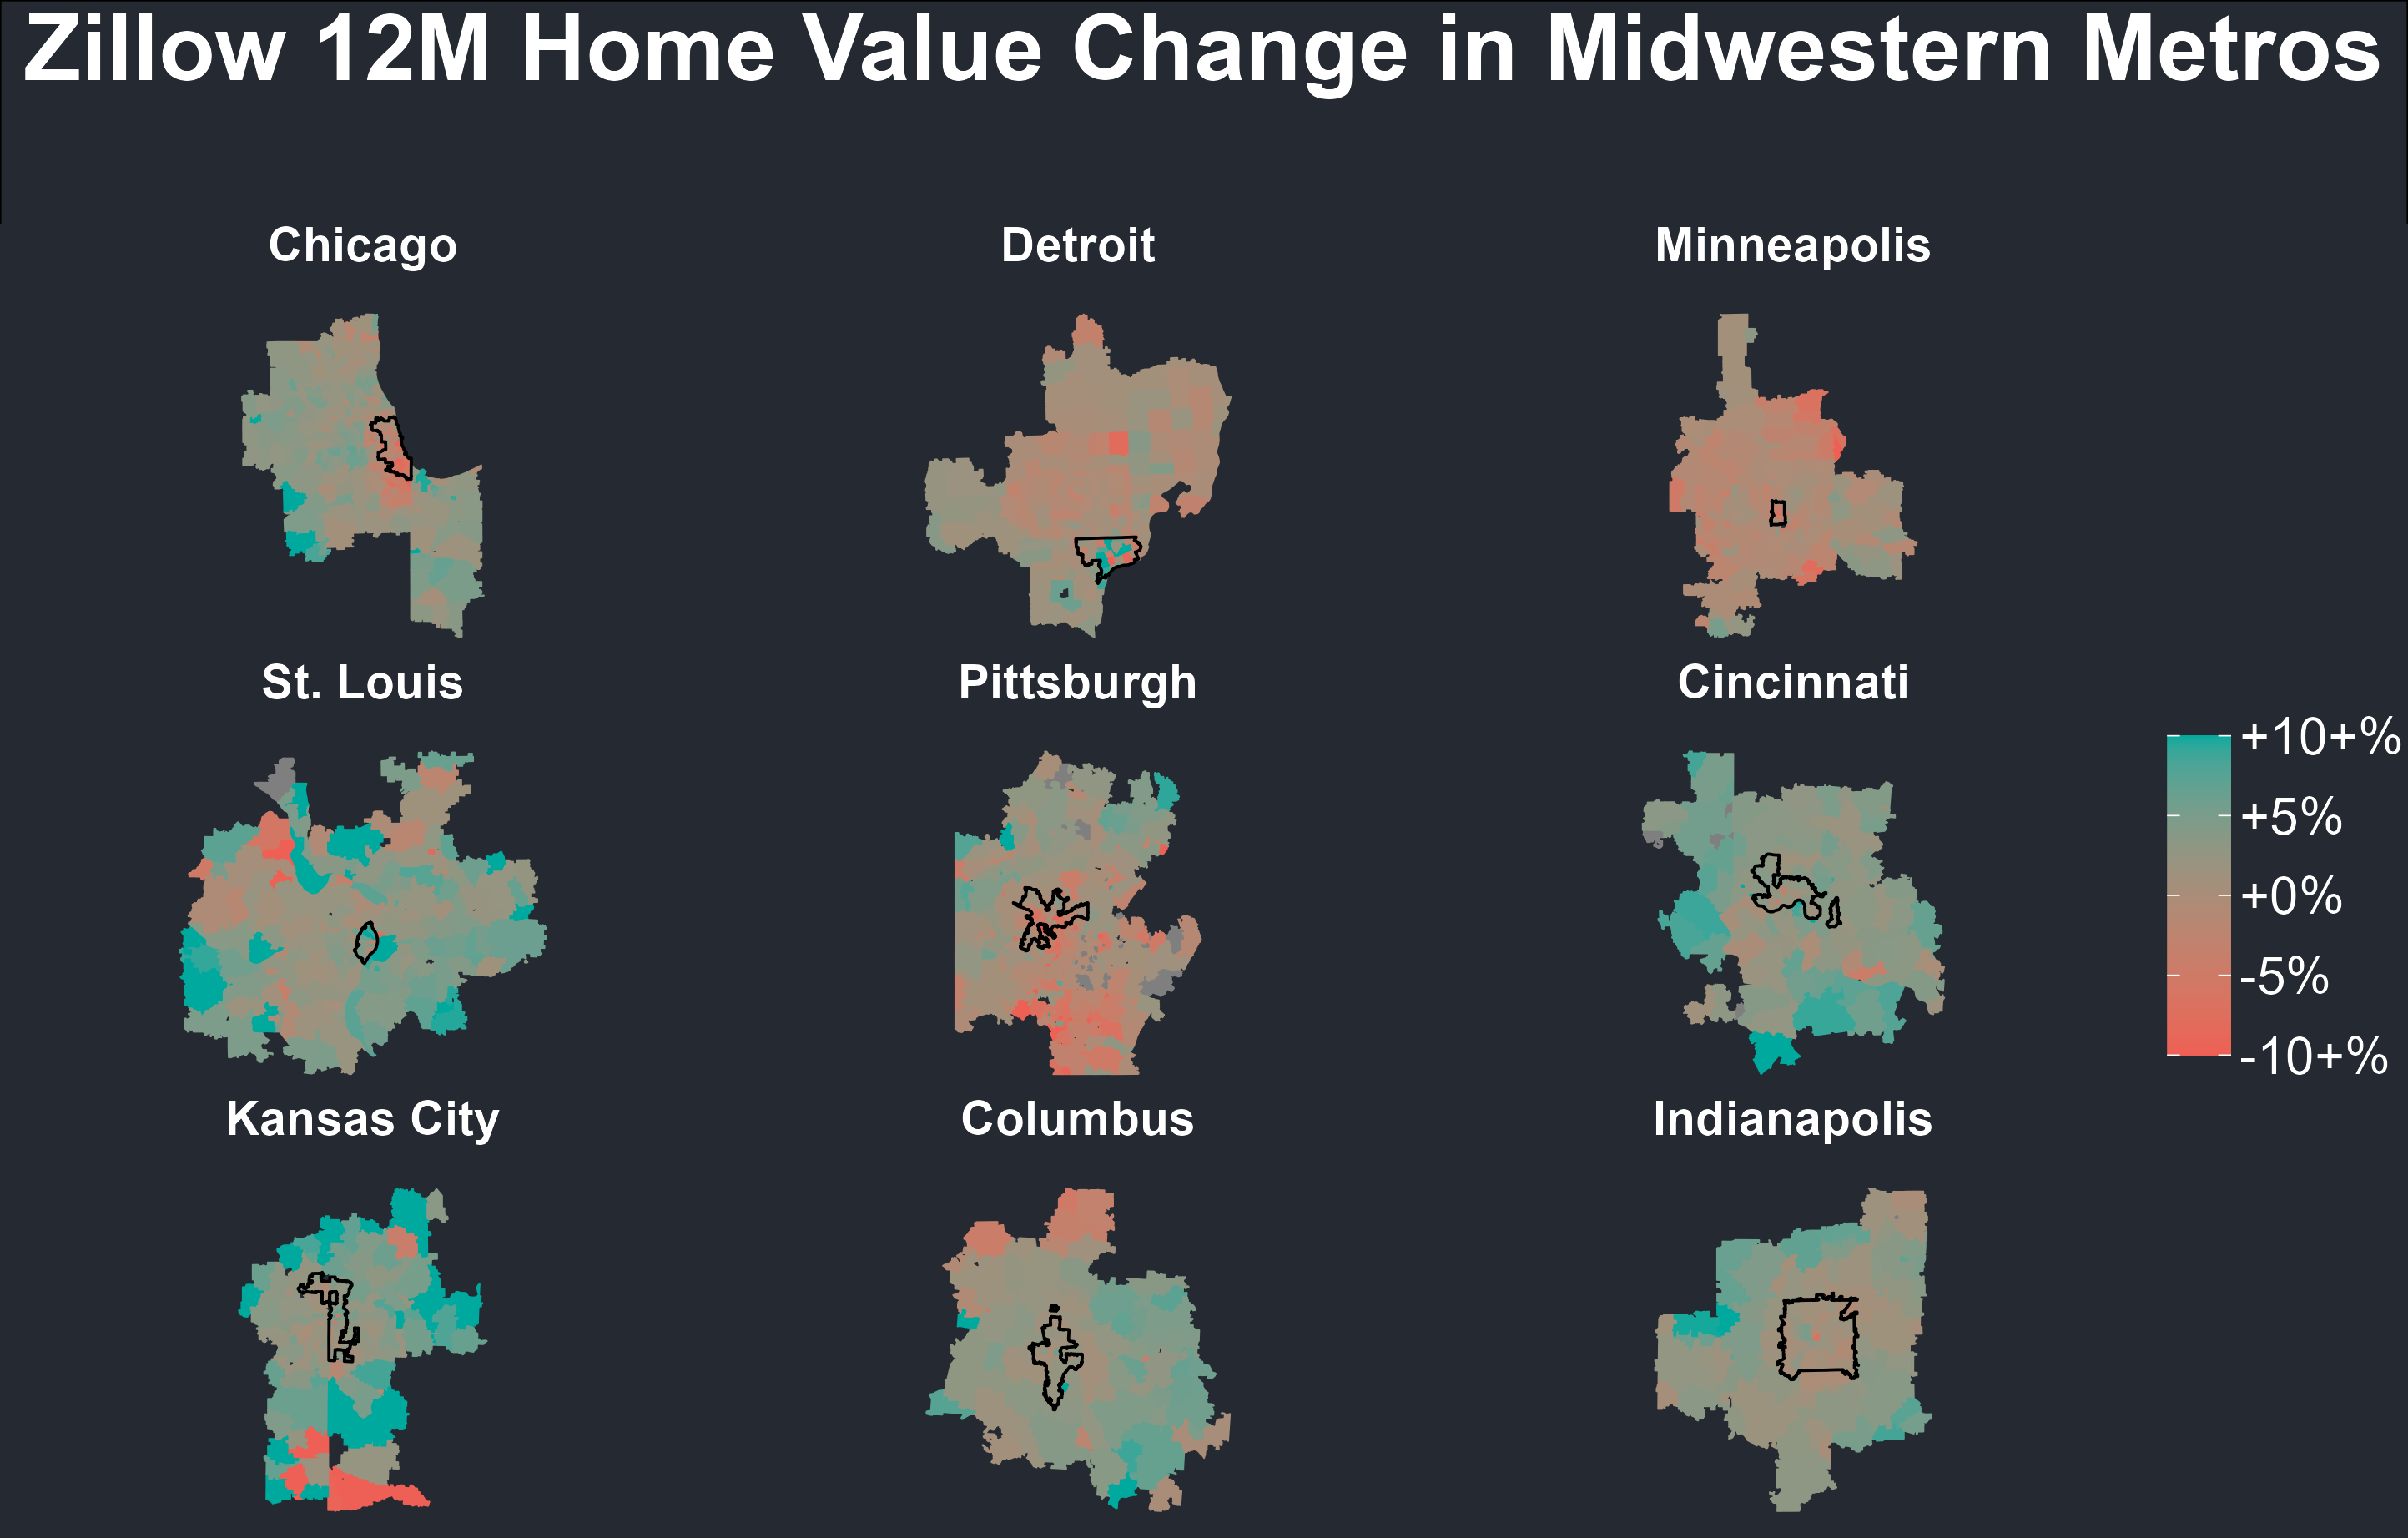 Zillow 12M Home Value Change in Midwestern Metros
Chicago
Detroit
Minneapolis
St. Louis
Pittsburgh
Cincinnati
+10+%
+5%
+0%
-5%
-10+%
Kansas City
Columbus
Indianapolis